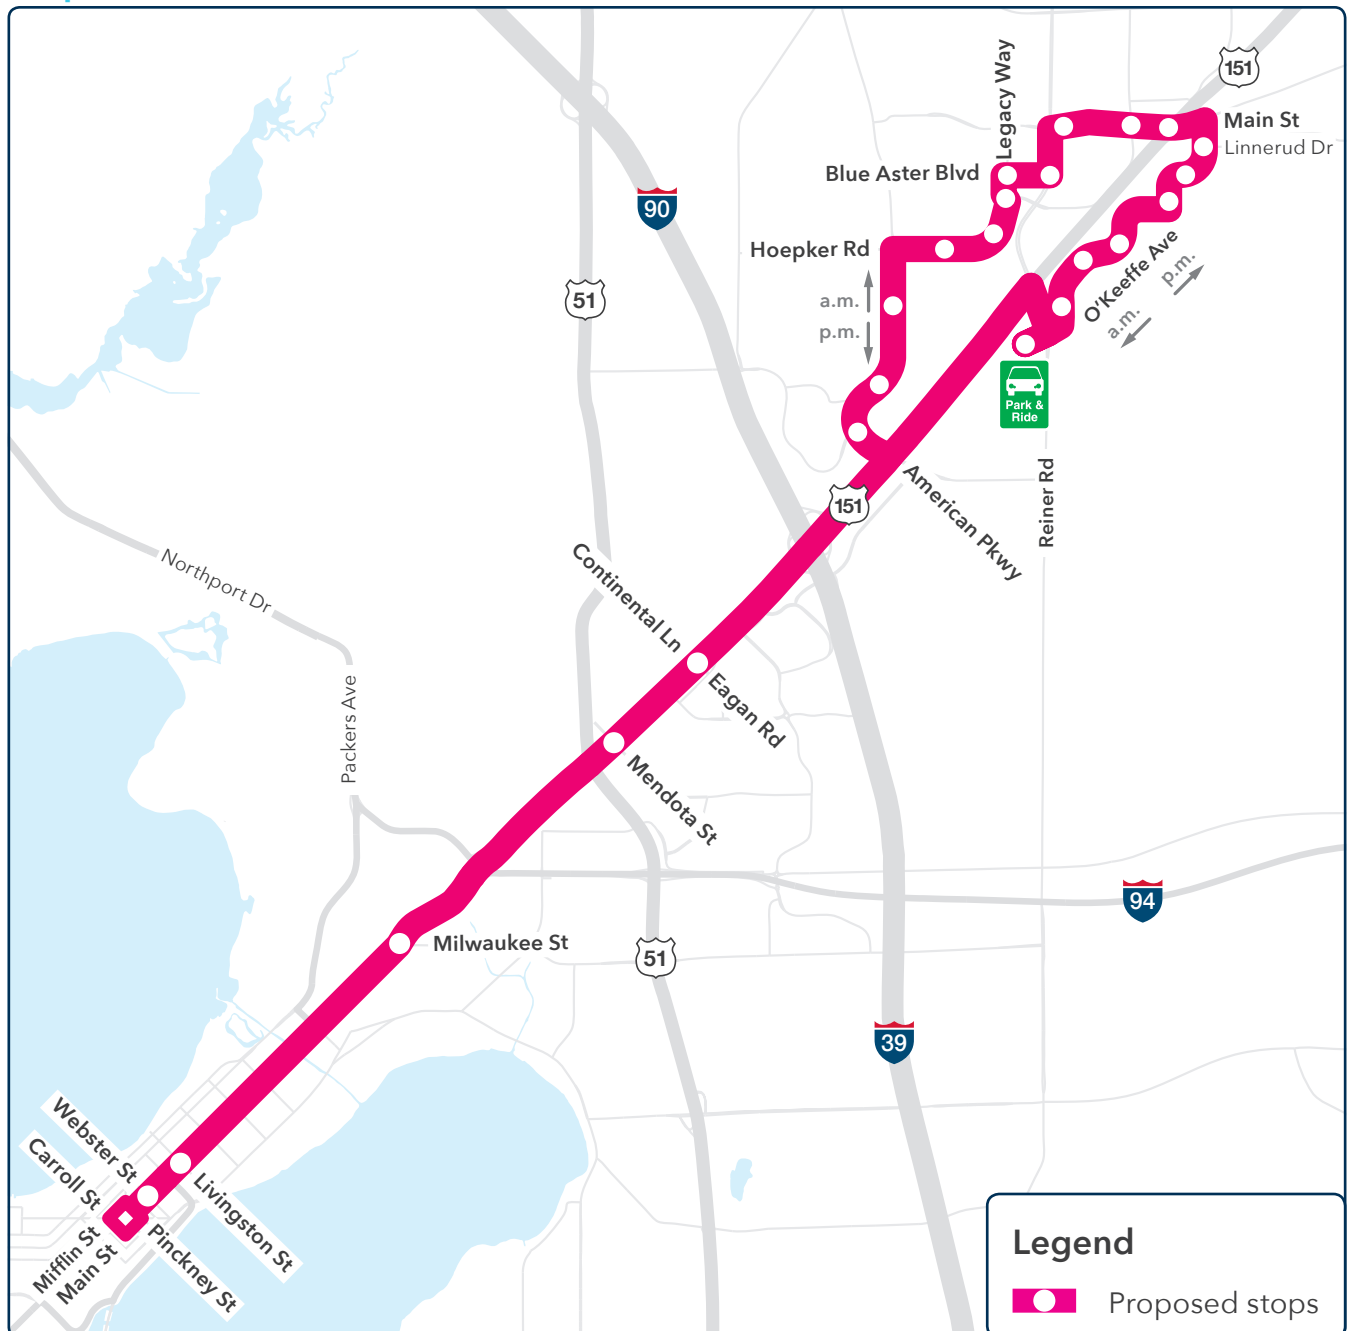 151
Legacy Way
Main St
Linnerud Dr
Blue Aster Blvd
90
Hoepker Rd
O'Keeffe Ave
p.m.
a.m.
a.m.
p.m.
51
Park &
Ride
151
American Pkwy
Reiner Rd
Continental Ln
Northport Dr
Eagan Rd
Packers Ave
Mendota St
94
Milwaukee St
51
39
Webster St
Carroll St
Livingston St
Mifflin St
Main St
Pinckney St
Legend
Proposed stops